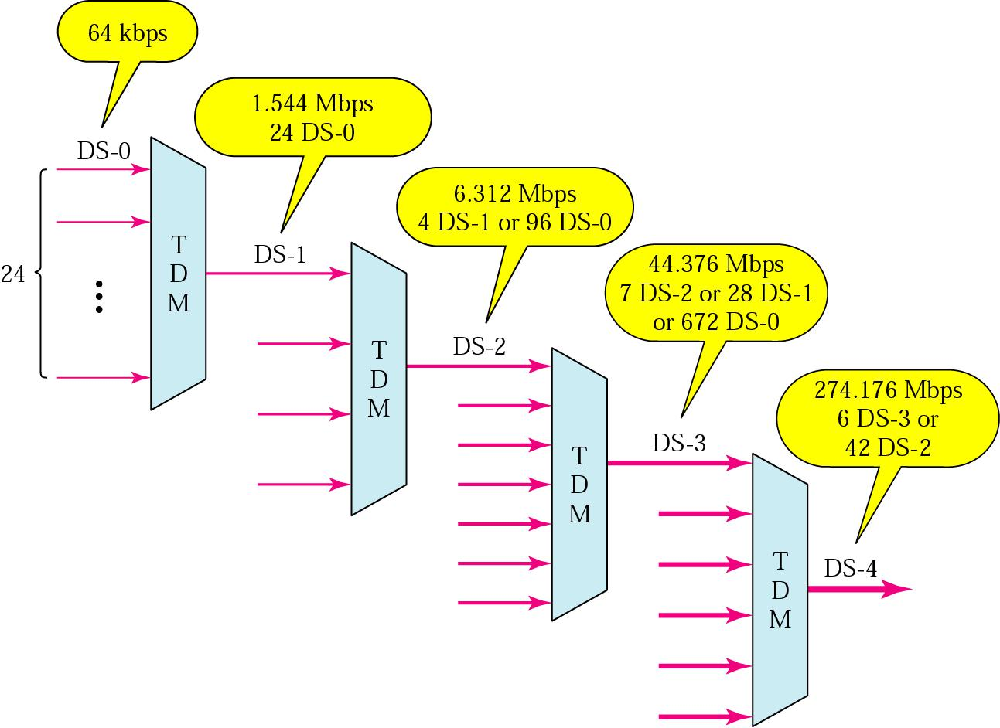 64 kbps
1.544 Mbps
24 DS-0
DS-0
6.312 Mbps
4 DS-1 or 96 DS-0
24
T
D
M
DS-1
44.376 Mbps
7 DS-2 or 28 DS-1
or 672 DS-0
T
D
M
DS-2
274.176 Mbps
6 DS-3 or
42 DS-2
T
D
M
DS-3
T
D
M
DS-4